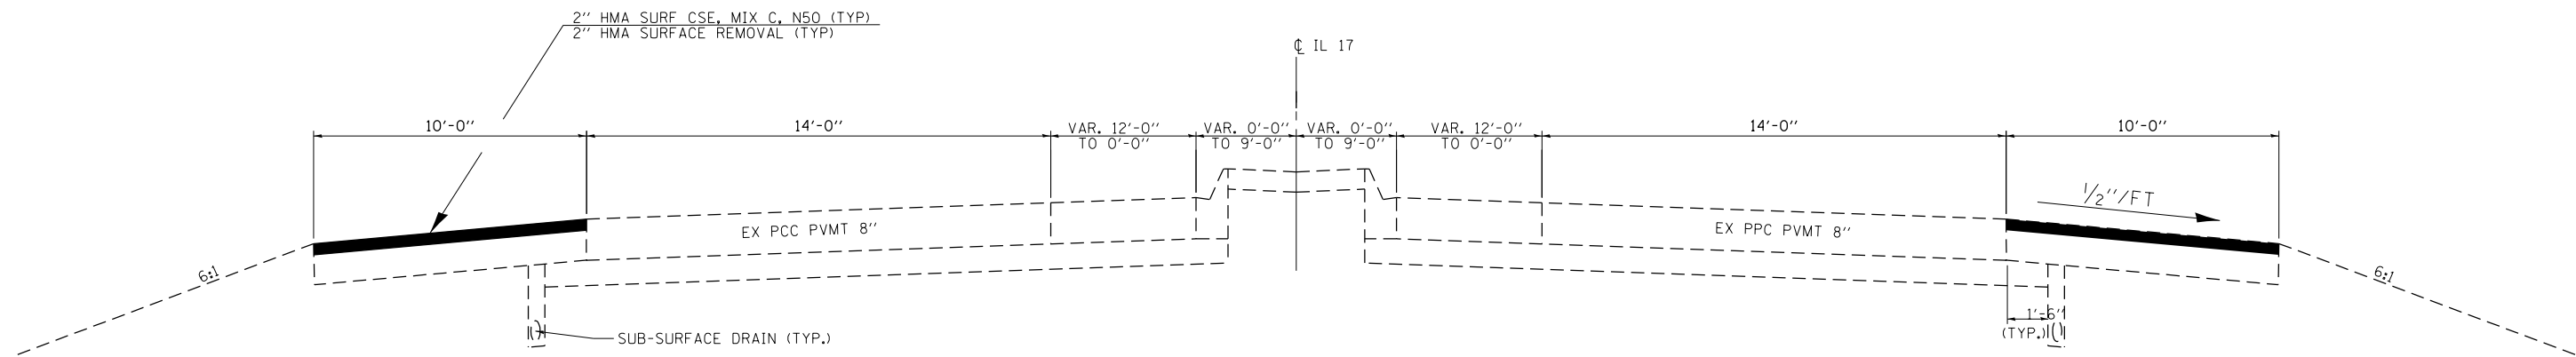 2" HMA SURF CSE, MIX C, N50 (TYP)
2" HMA SURFACE REMOVAL (TYP)
℄ IL 17
10'-0"
14'-0"
VAR. 12'-0"
TO 0'-0"
VAR. 0'-0"
TO 9'-0"
VAR. 0'-0"
TO 9'-0"
VAR. 12'-0"
TO 0'-0"
14'-0"
10'-0"
1/2"/FT
EX PCC PVMT 8"
EX PPC PVMT 8"
6:1
6:1
1'-6"
(TYP.)
SUB-SURFACE DRAIN (TYP.)